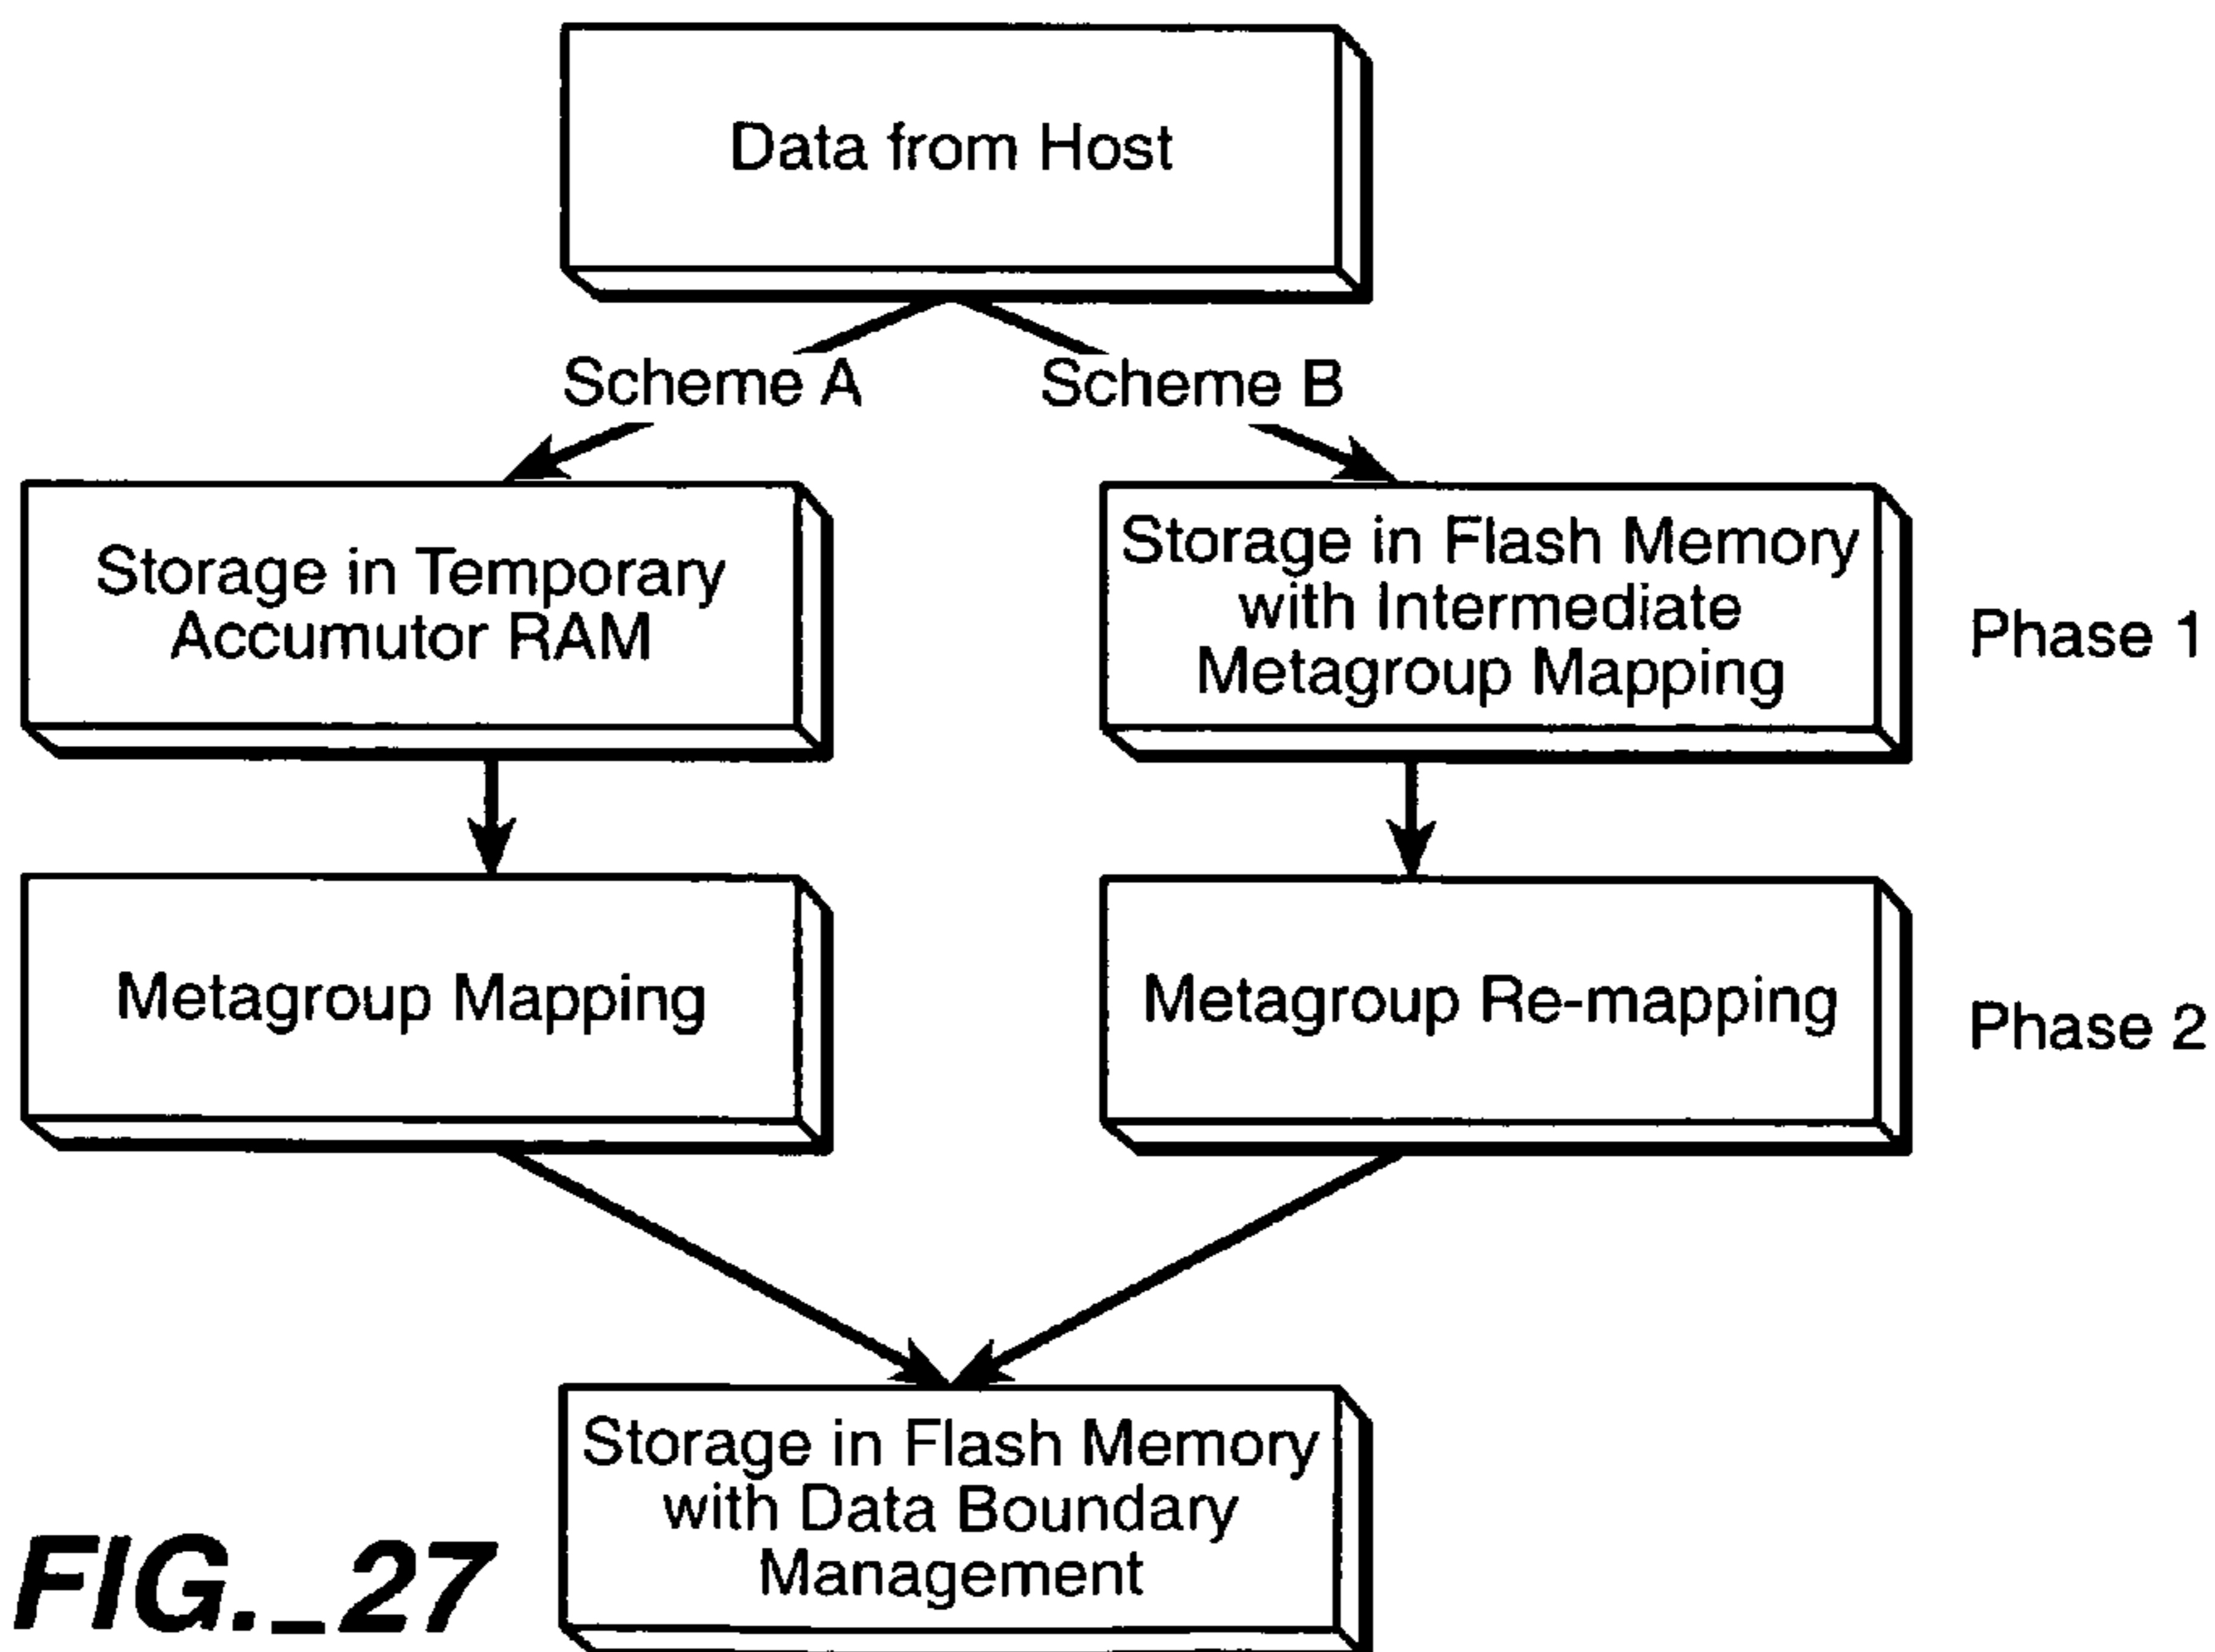 Data from Host
Scheme A
Scheme B
Storage in Temporary
Accumutor RAM
Storage in Flash Memory
with Intermediate
Metagroup Mapping
Phase 1
Metagroup Mapping
Metagroup Re-mapping
Phase 2
Storage in Flash Memory
with Data Boundary
Management
FIG._27